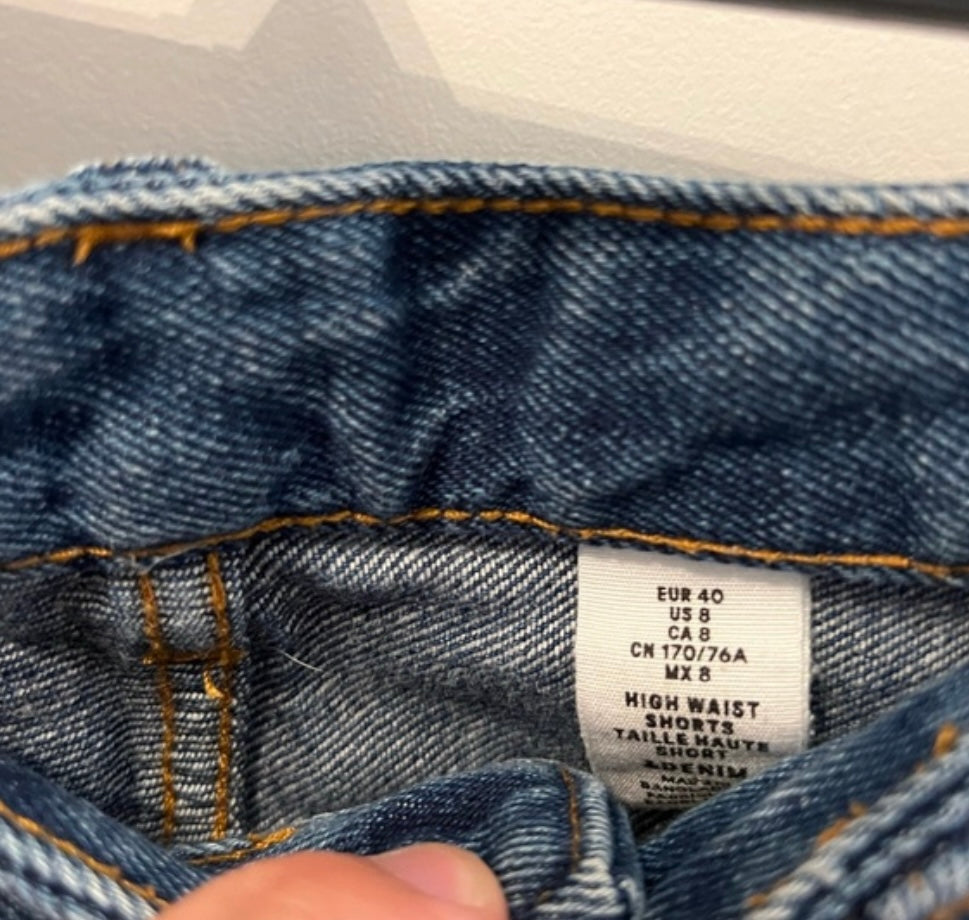 EUR 40
US 8
CA 8
CN 170/76A
MX 8
HIGH WAIST
SHORTS
TAILLE HAUTE
SHORT
&DENIM